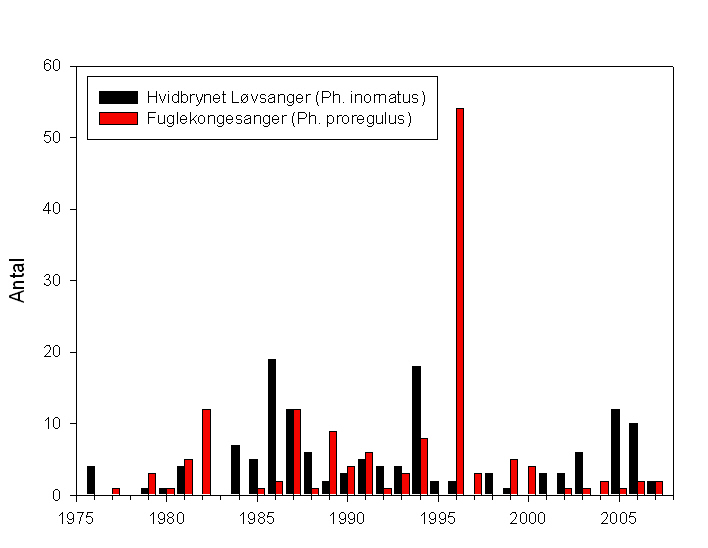 60
50
40
30
20
10
0
Antal
Hvidbrynet Løvsanger (Ph. inornatus)
Fuglekongesanger (Ph. proregulus)
1975 1980 1985 1990 1995 2000 2005